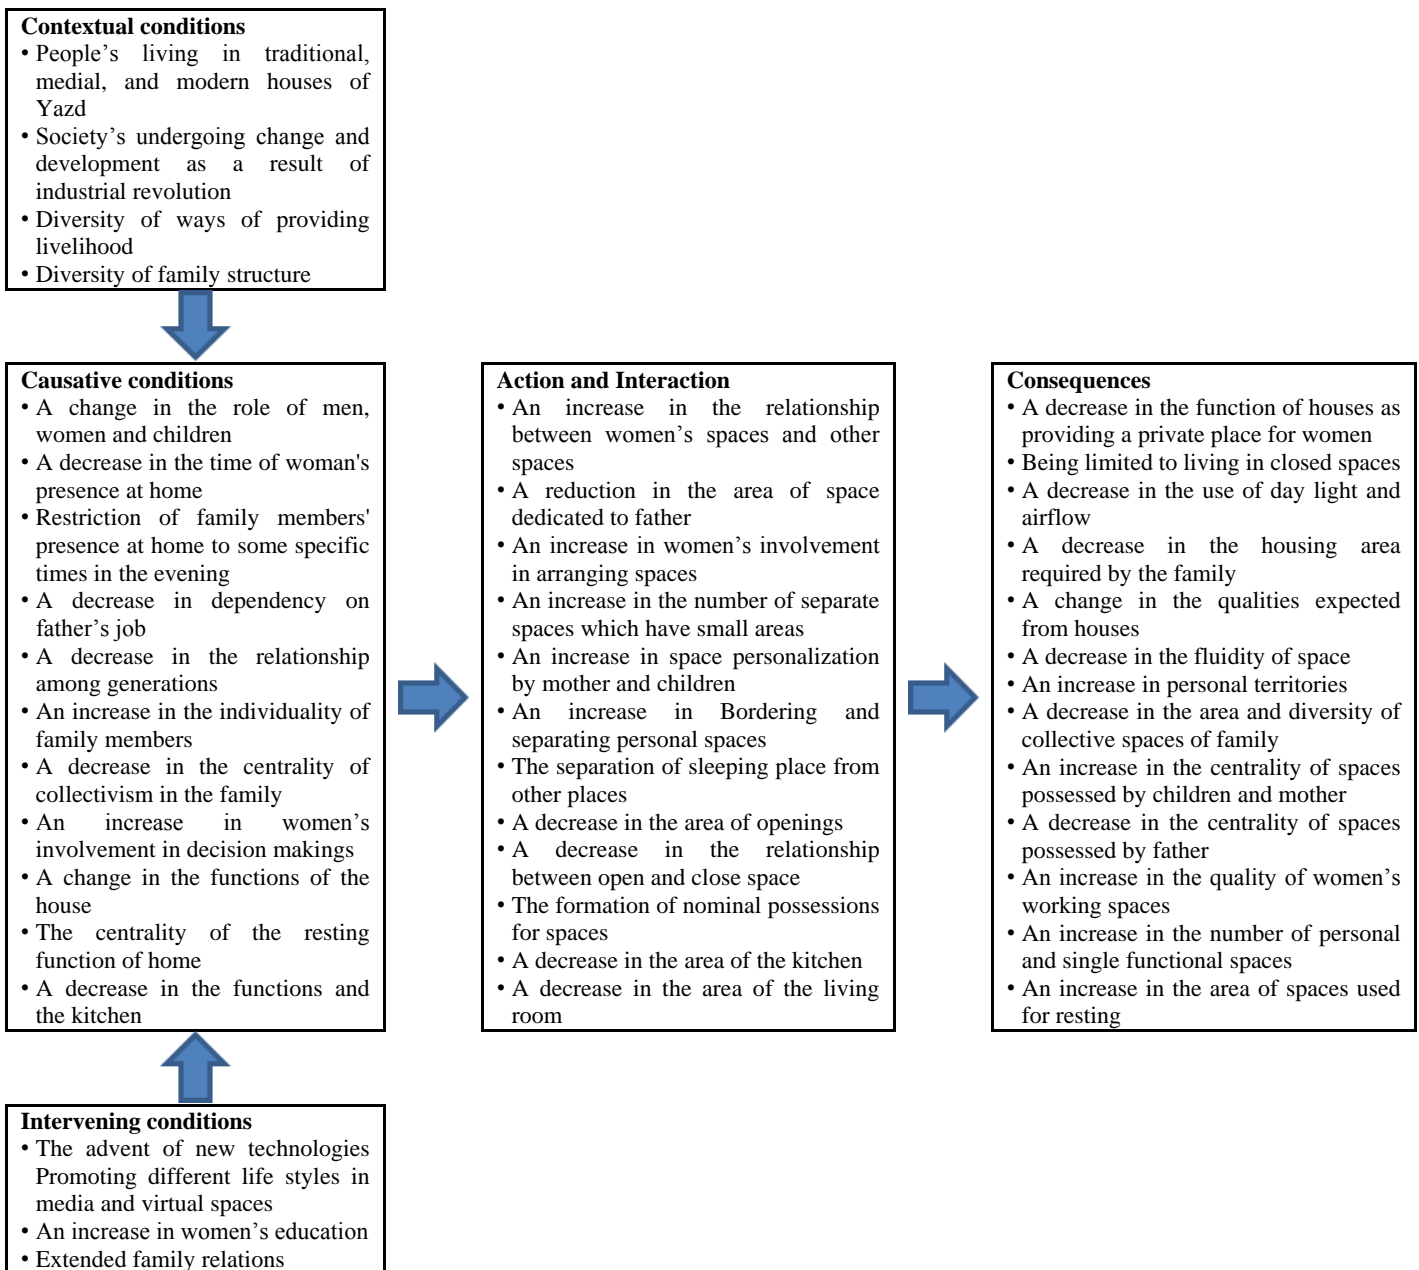 Contextual conditions
• People’s living in traditional,
medial, and modern houses of
Yazd
• Society’s undergoing change and
development as a result of
industrial revolution
• Diversity of ways of providing
livelihood
• Diversity of family structure
Causative conditions
• A change in the role of men,
women and children
• A decrease in the time of woman's
presence at home
• Restriction of family members'
presence at home to some specific
times in the evening
• A decrease in dependency on
father’s job
• A decrease in the relationship
among generations
• An increase in the individuality of
family members
• A decrease in the centrality of
collectivism in the family
• An increase in women’s
involvement in decision makings
• A change in the functions of the
house
• The centrality of the resting
function of home
• A decrease in the functions and
the kitchen
Action and Interaction
• An increase in the relationship
between women’s spaces and other
spaces
• A reduction in the area of space
dedicated to father
• An increase in women’s involvement
in arranging spaces
• An increase in the number of separate
spaces which have small areas
• An increase in space personalization
by mother and children
• An increase in Bordering and
separating personal spaces
• The separation of sleeping place from
other places
• A decrease in the area of openings
• A decrease in the relationship
between open and close space
• The formation of nominal possessions
for spaces
• A decrease in the area of the kitchen
• A decrease in the area of the living
room
Consequences
• A decrease in the function of houses as
providing a private place for women
• Being limited to living in closed spaces
• A decrease in the use of day light and
airflow
• A decrease in the housing area
required by the family
• A change in the qualities expected
from houses
• A decrease in the fluidity of space
• An increase in personal territories
• A decrease in the area and diversity of
collective spaces of family
• An increase in the centrality of spaces
possessed by children and mother
• A decrease in the centrality of spaces
possessed by father
• An increase in the quality of women’s
working spaces
• An increase in the number of personal
and single functional spaces
• An increase in the area of spaces used
for resting
Intervening conditions
• The advent of new technologies
Promoting different life styles in
media and virtual spaces
• An increase in women’s education
• Extended family relations